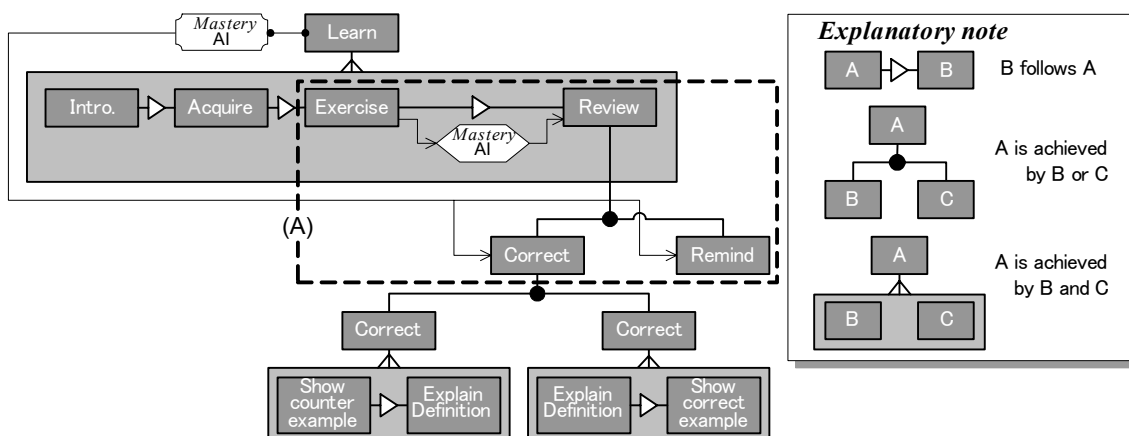 Mastery
AI
Learn
Intro.
Acquire
Exercise
Review
Mastery
AI
(A)
Correct
Remind
Correct
Correct
Show
counter
example
Explain
Definition
Explain
Definition
Show
correct
example
Explanatory note
A
B
B follows A
A
B
C
A is achieved
by B or C
A
B
C
A is achieved
by B and C